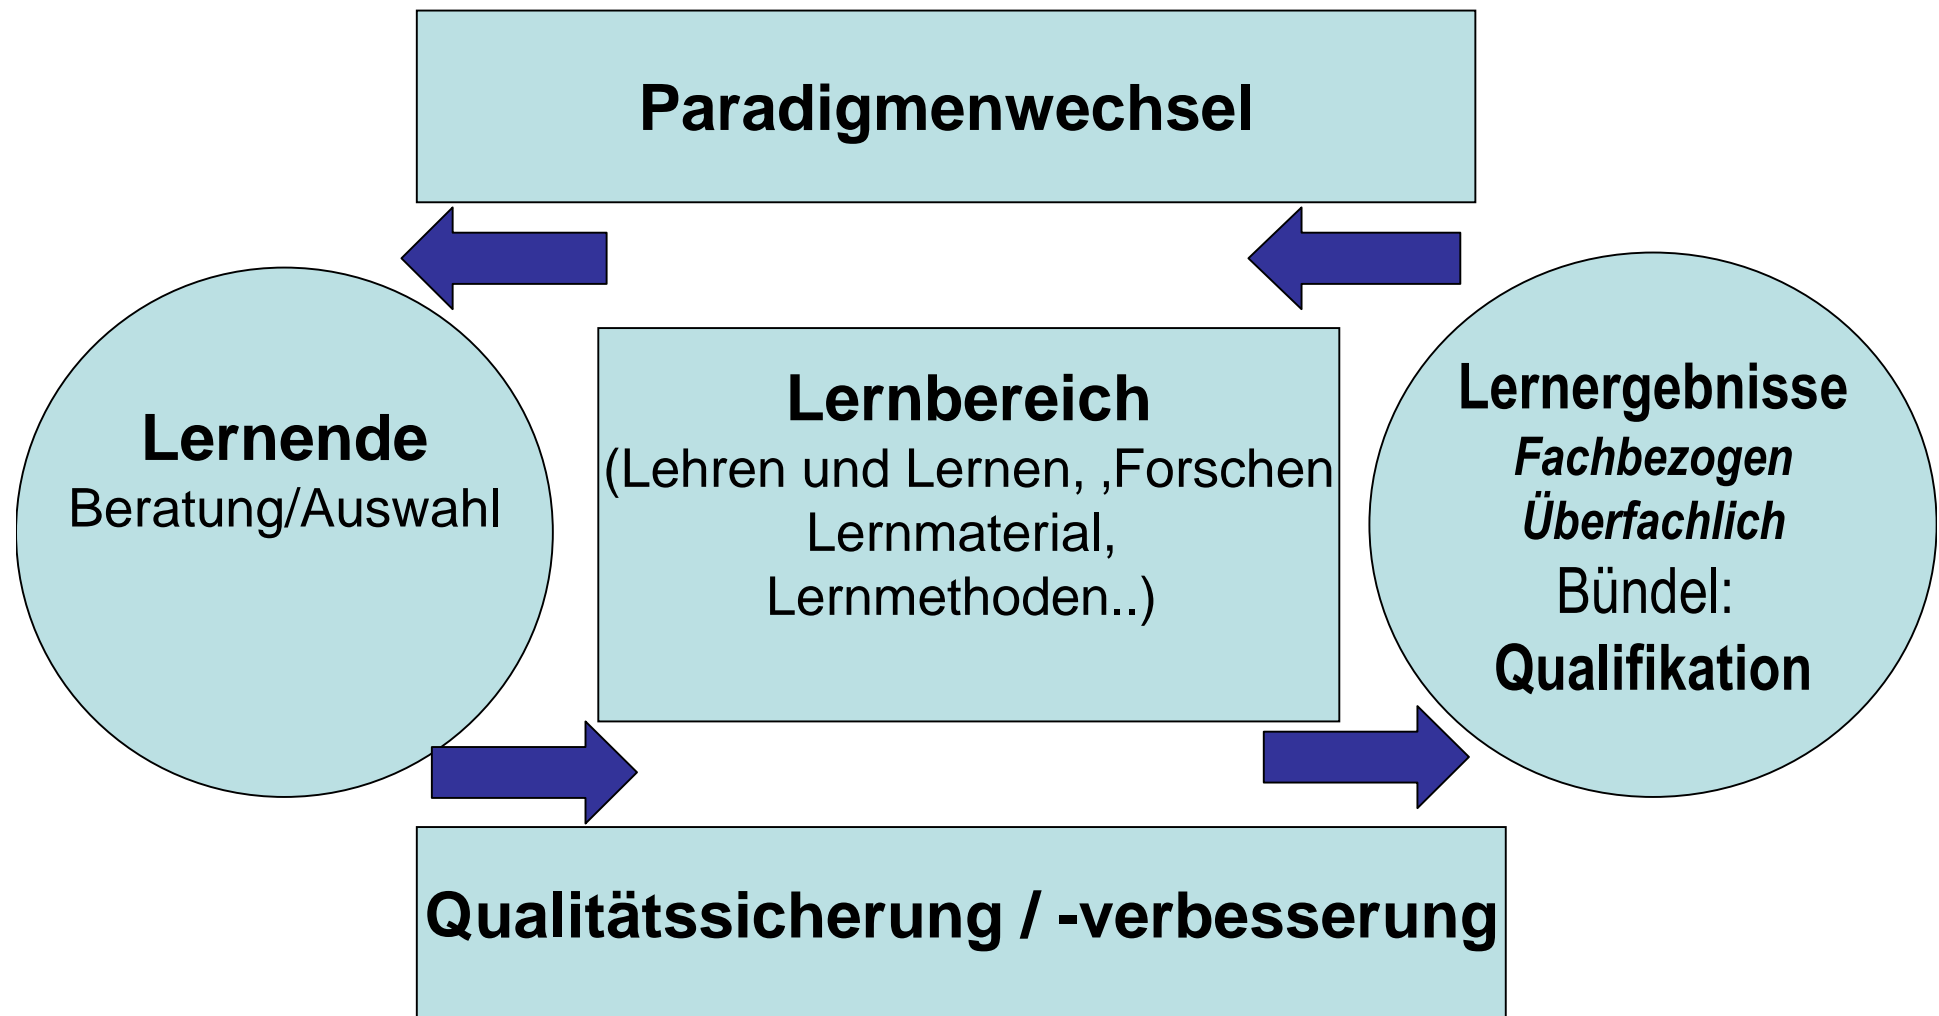 Paradigmenwechsel
Lernende
Beratung/Auswahl
Lernbereich
(Lehren und Lernen, ,Forschen
Lernmaterial,
Lernmethoden..)
Lernergebnisse
Fachbezogen
Überfachlich
Bündel:
Qualifikation
Qualitätssicherung / -verbesserung